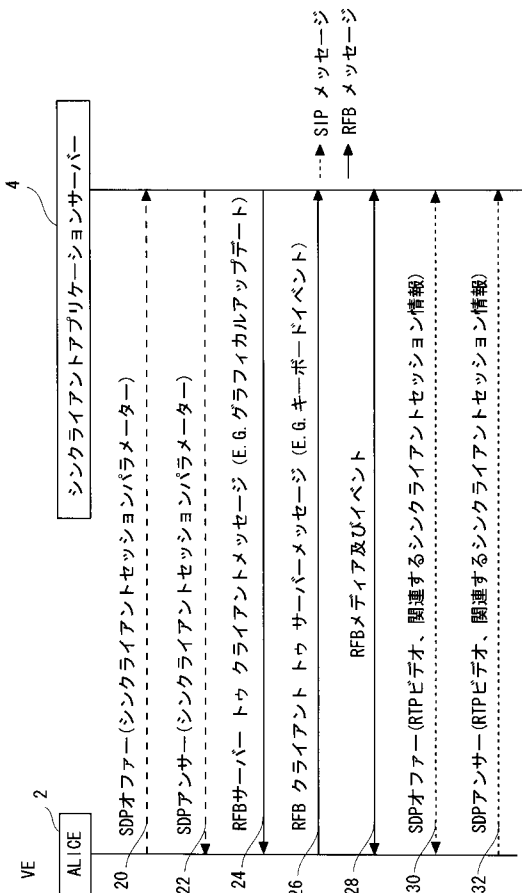 VE
2
ALICE
4
シンクライアントアプリケーションサーバー
20
SDPオファー(シンクライアントセッションパラメーター)
22
SDPアンサー(シンクライアントセッションパラメーター)
24
RFBサーバー トゥ クライアントメッセージ (E.G.グラフィカルアップデート)
26
RFB クライアント トゥ サーバーメッセージ (E.G.キーボードイベント)
28
RFBメディア及びイベント
30
SDPオファー(RTPビデオ、関連するシンクライアントセッション情報)
32
SDPアンサー(RTPビデオ、関連するシンクライアントセッション情報)
SIP メッセージ
RFB メッセージ